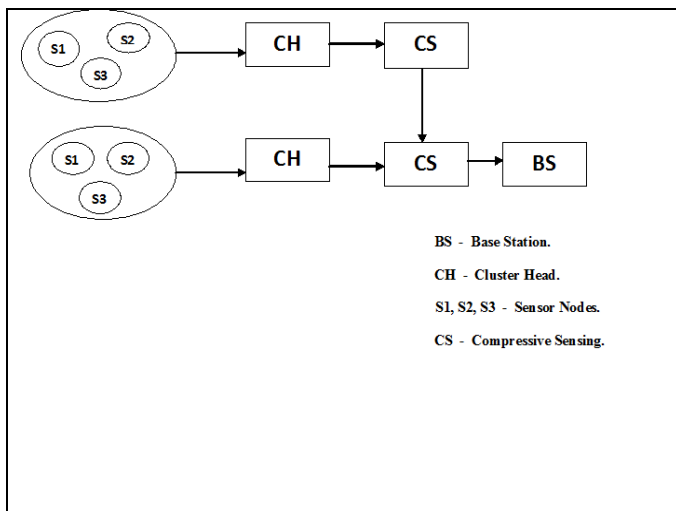 S1
S2
S3
CH
CS
S1
S2
S3
CH
CS
BS
BS - Base Station.
CH - Cluster Head.
S1, S2, S3 - Sensor Nodes.
CS - Compressive Sensing.